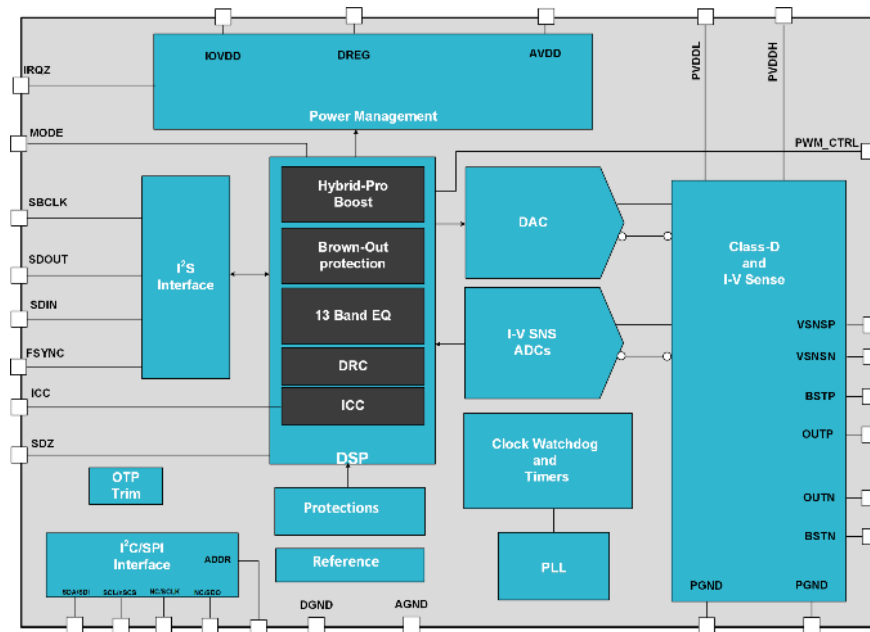 IOVDD
DREG
AVDD
Power Management
IRQZ
MODE
SBCLK
SDOUT
SDIN
FSYNC
ICC
SDZ
I²S
Interface
Hybrid-Pro
Boost
Brown-Out
protection
13 Band EQ
DRC
ICC
DSP
DAC
I-V SNS
ADCs
PVDDL
PVDDH
PWM_CTRL
Class-D
and
I-V Sense
VSNSP
VSNSN
BSTP
OUTP
OUTN
BSTN
PGND
PGND
Clock Watchdog
and
Timers
PLL
OTP
Trim
Protections
Reference
I²C/SPI
Interface
ADDR
SDA/SDI
SCL/nSCS
NC/SCLK
NC/SDO
DGND
AGND